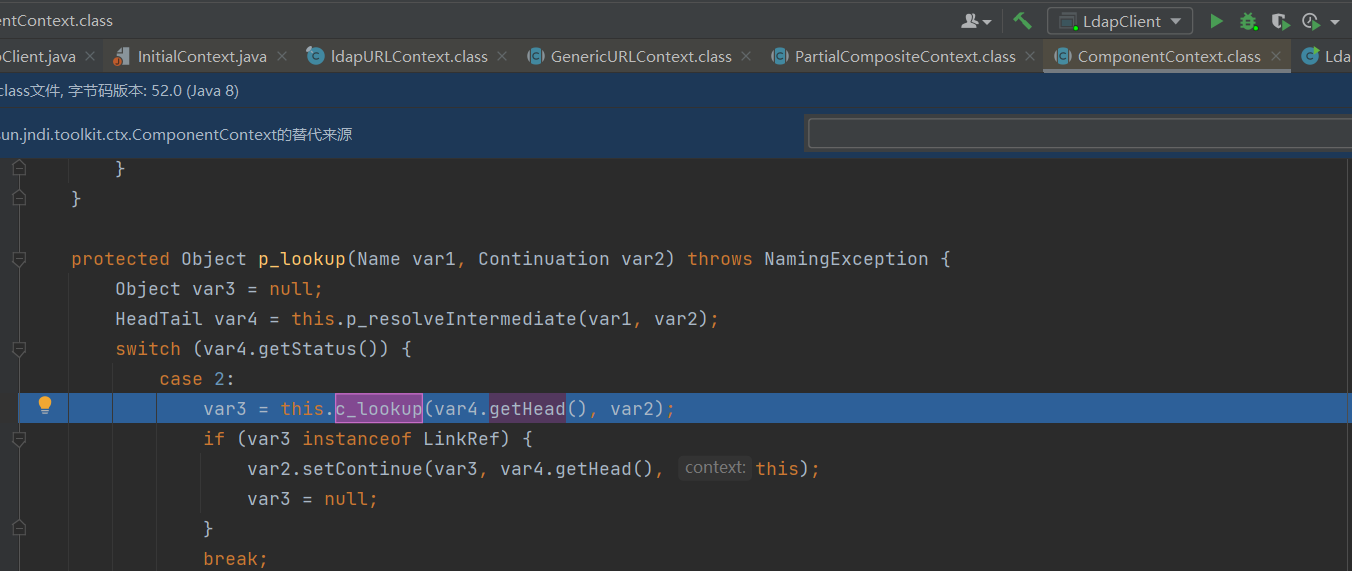 entContext.class
LdapClient
Client.java InitialContext.java ldapURLContext.class GenericURLContext.class PartialCompositeContext.class ComponentContext.class Lda
class文件, 字节码版本: 52.0 (Java 8)
un.jndi.toolkit.ctx.ComponentContext的替代来源
}
}
protected Object p_lookup(Name var1, Continuation var2) throws NamingException {
Object var3 = null;
HeadTail var4 = this.p_resolveIntermediate(var1, var2);
switch (var4.getStatus()) {
case 2:
var3 = this.c_lookup(var4.getHead(), var2);
if (var3 instanceof LinkRef) {
var2.setContinue(var3, var4.getHead(), context: this);
var3 = null;
}
break;